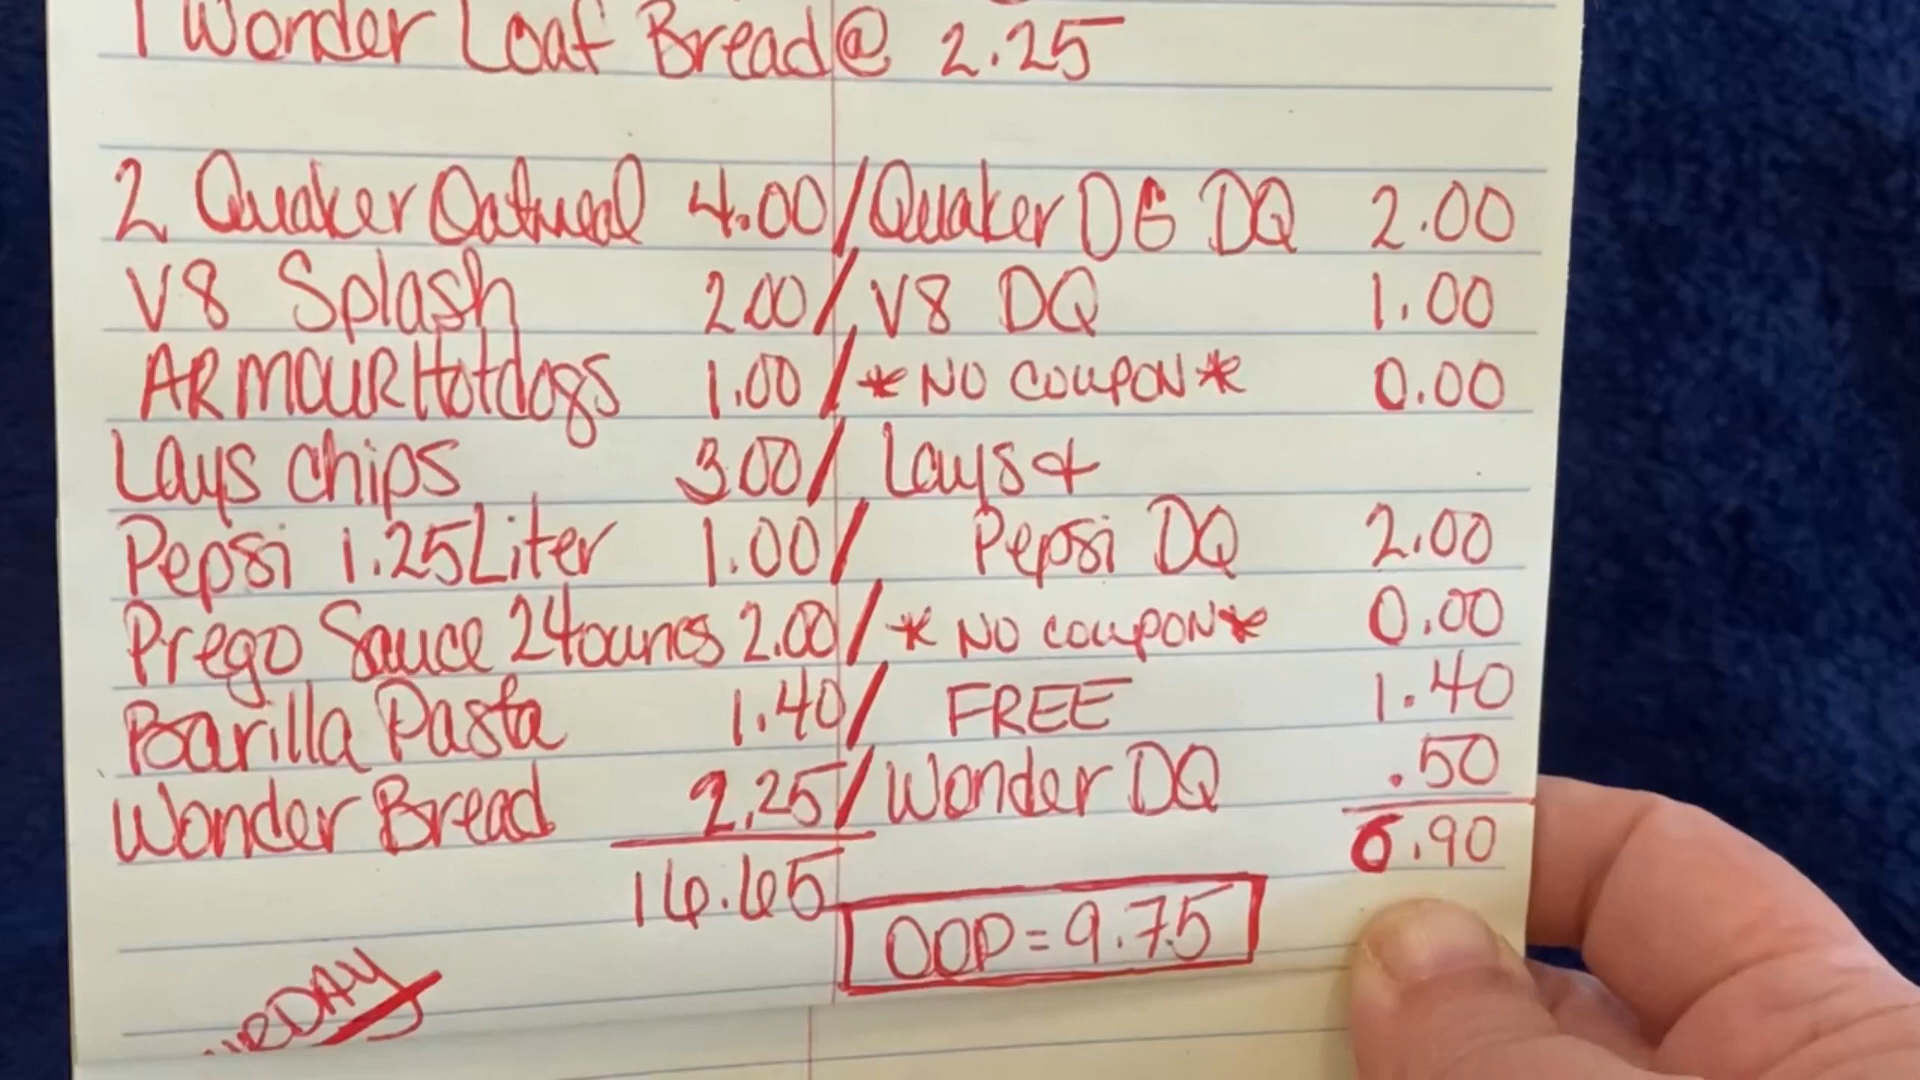 1 Wonder Loaf Bread @ 2.25
2 Quaker Oatmeal 4.00 / Quaker DG DQ 2.00
V8 Splash 2.00 / V8 DQ 1.00
ARMOUR Hotdogs 1.00 / *NO COUPON* 0.00
Lays chips 3.00 / Lays &
Pepsi 1.25 Liter 1.00 / Pepsi DQ 2.00
Prego Sauce 24 ounces 2.00 / *NO COUPON* 0.00
Barilla Pasta 1.40 / FREE 1.40
Wonder Bread 2.25 / Wonder DQ .50
16.65 6.90
OOP = 9.75